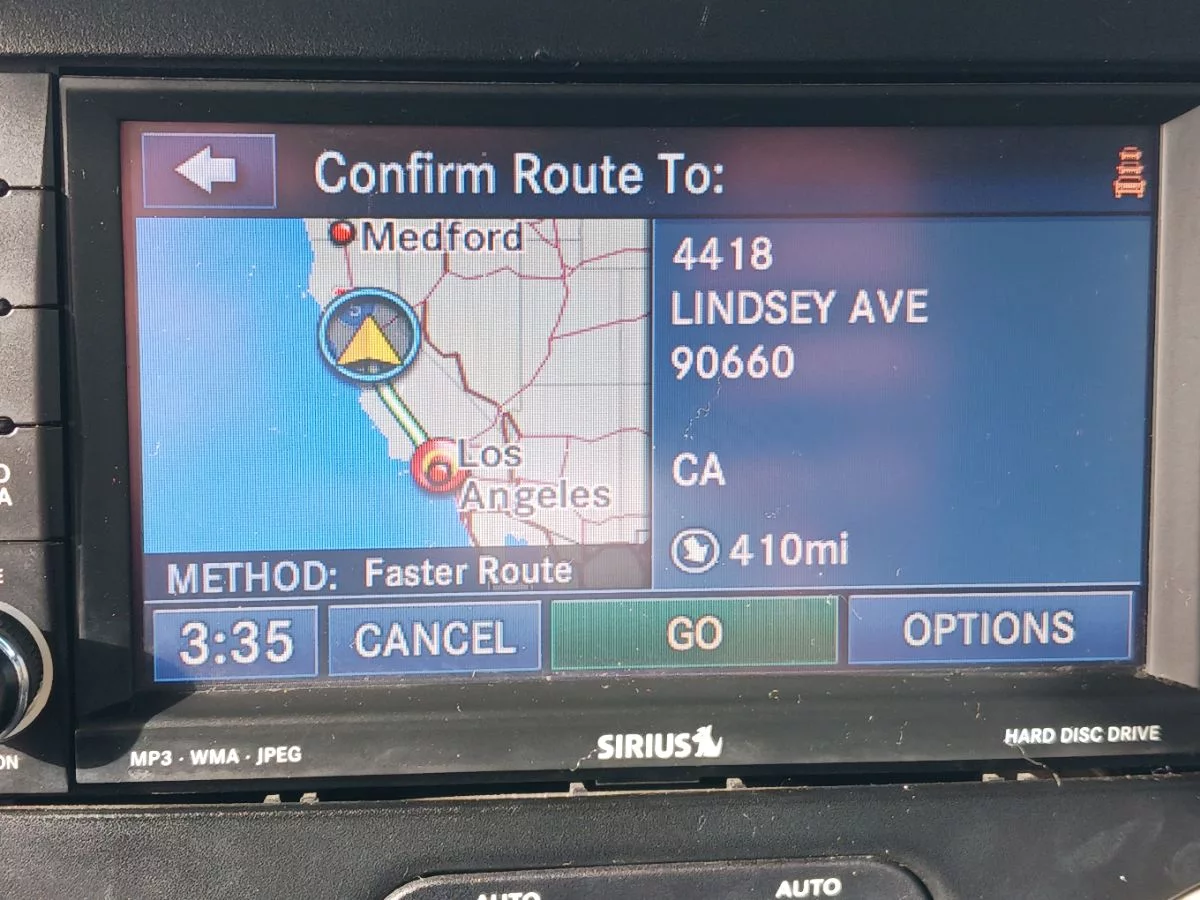 Confirm Route To:
Medford
Los
Angeles
4418
LINDSEY AVE
90660
CA
410mi
METHOD: Faster Route
3:35
CANCEL
GO
OPTIONS
MP3 · WMA · JPEG
SIRIUS
HARD DISC DRIVE
AUTO
AUTO